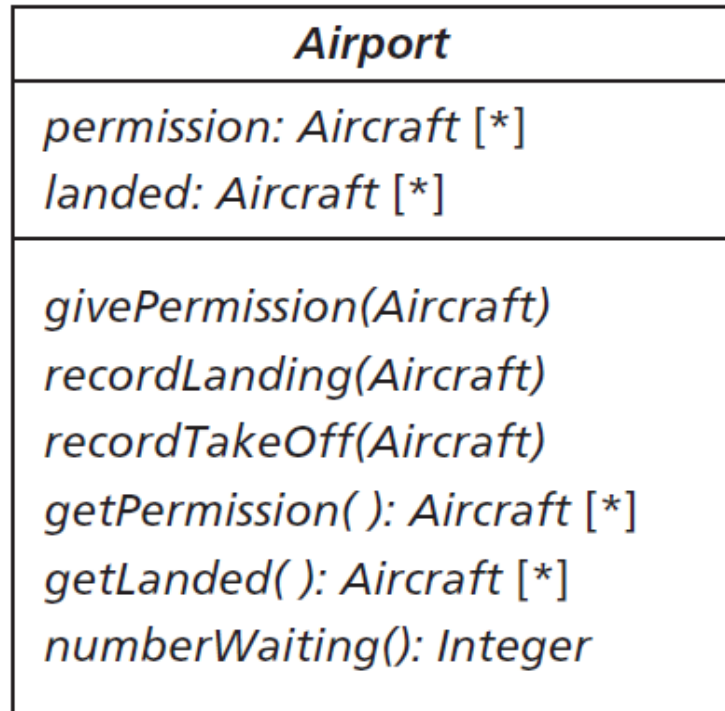 Airport
permission: Aircraft [*]
landed: Aircraft [*]
givePermission(Aircraft)
recordLanding(Aircraft)
recordTakeOff(Aircraft)
getPermission( ): Aircraft [*]
getLanded( ): Aircraft [*]
numberWaiting(): Integer